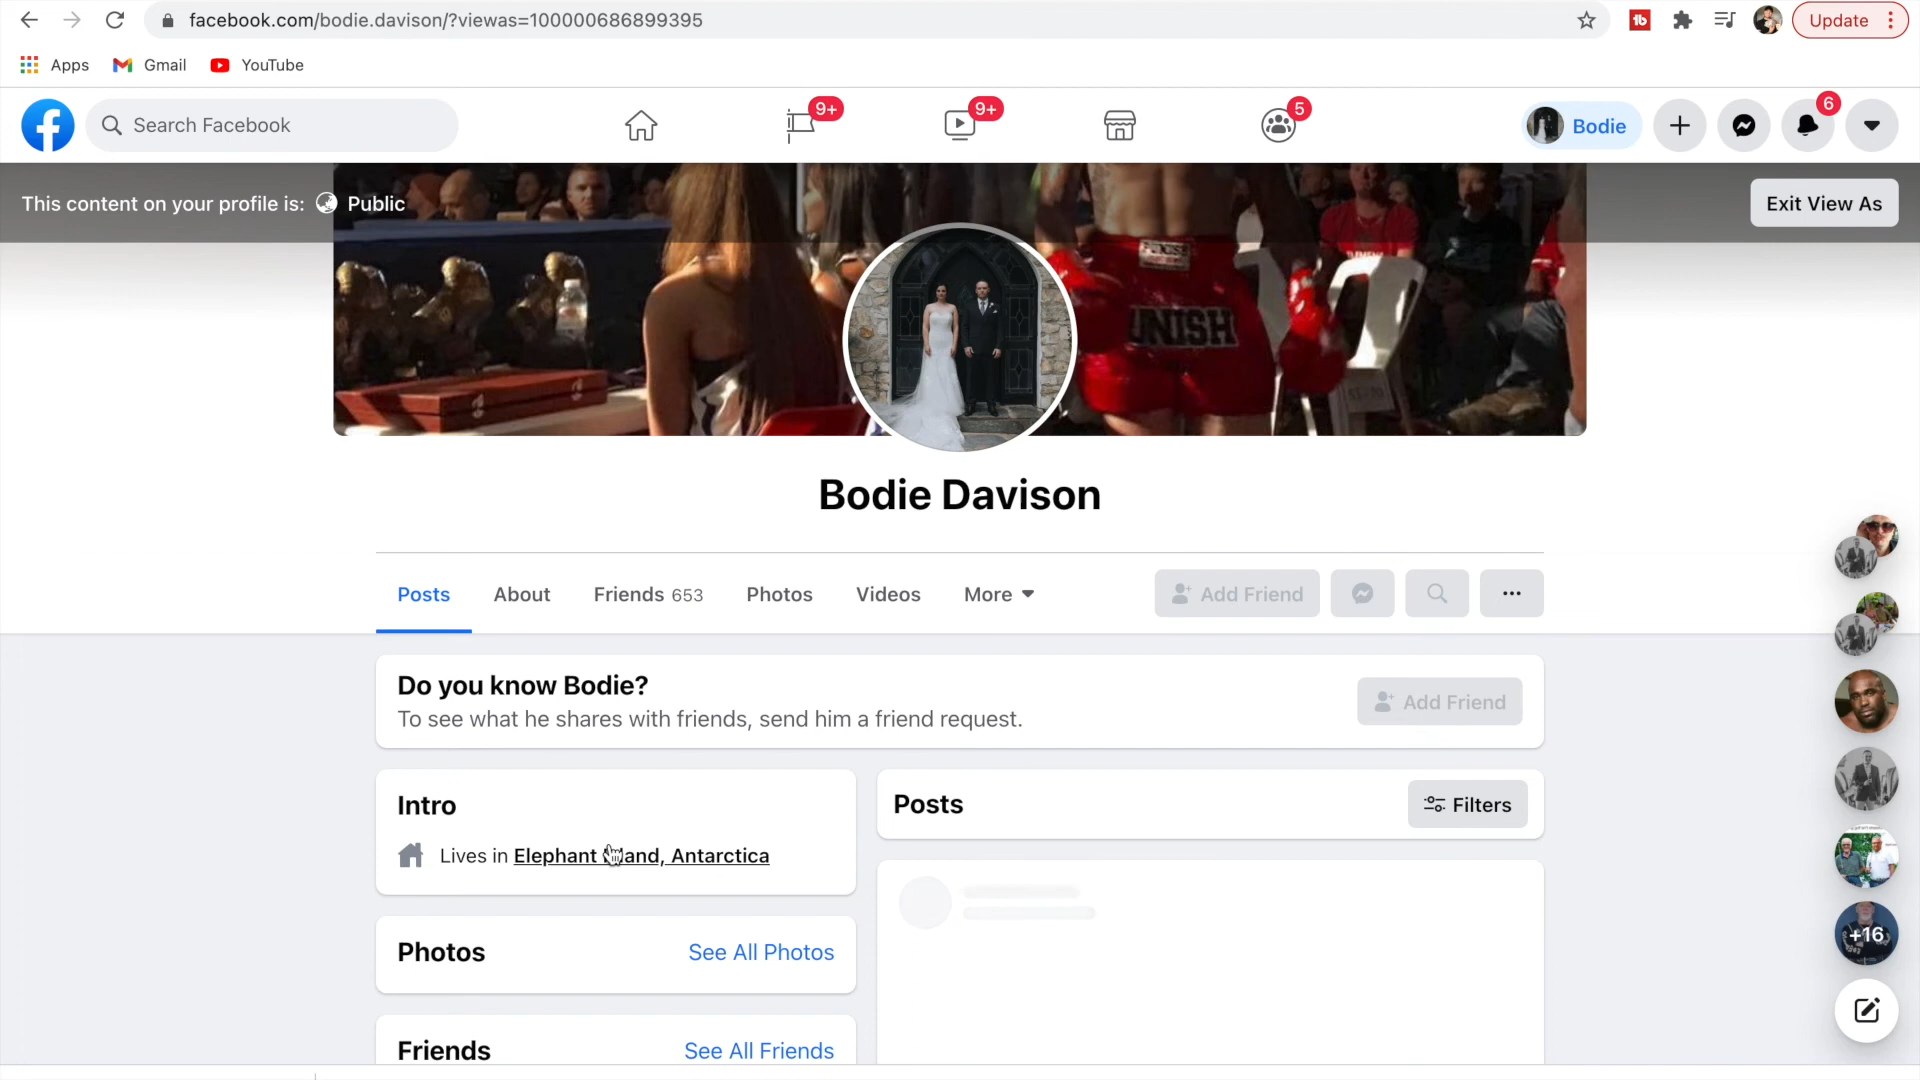 facebook.com/bodie.davison/?viewas=100000686899395
Update
Apps Gmail YouTube
Search Facebook
9+
9+
5
Bodie
6
This content on your profile is: Public
Exit View As
UNISH
Bodie Davison
Posts About Friends 653 Photos Videos More
Add Friend
Do you know Bodie?
To see what he shares with friends, send him a friend request.
Add Friend
Intro
Lives in Elephant Island, Antarctica
Posts
Filters
Photos
See All Photos
Friends
See All Friends
+16